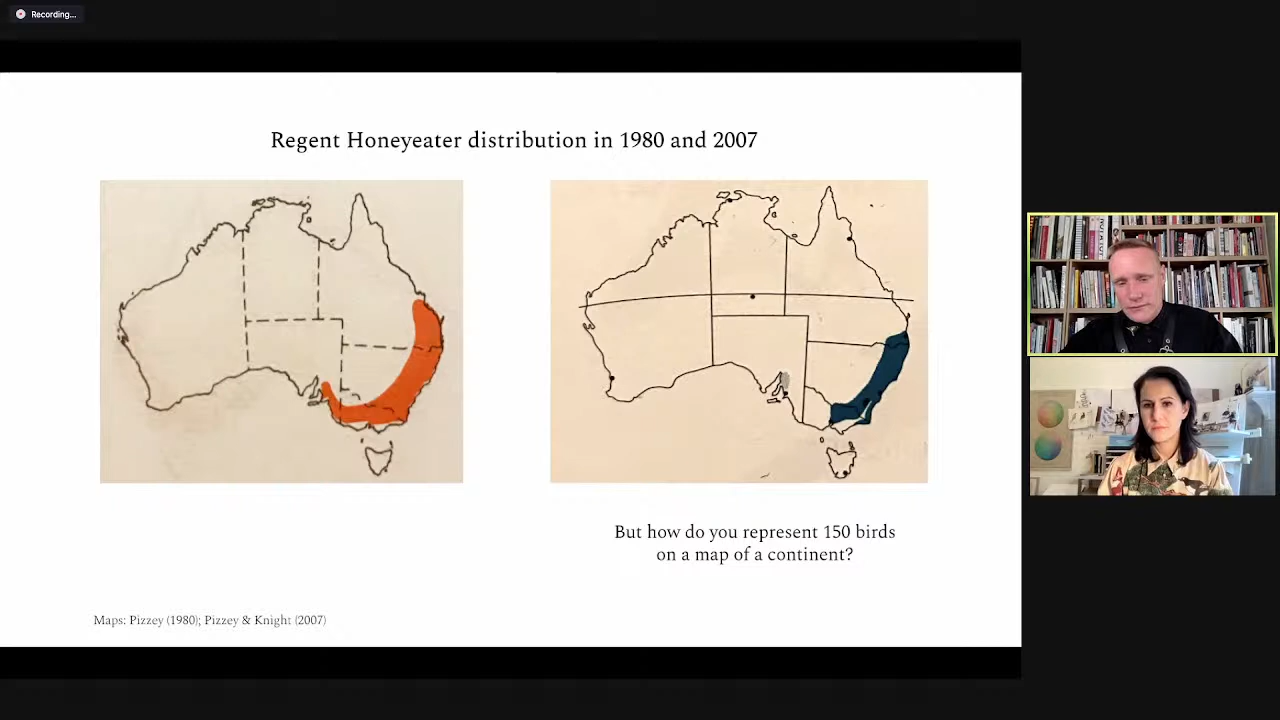 Recording...
Regent Honeyeater distribution in 1980 and 2007
But how do you represent 150 birds
on a map of a continent?
Maps: Pizzey (1980); Pizzey & Knight (2007)